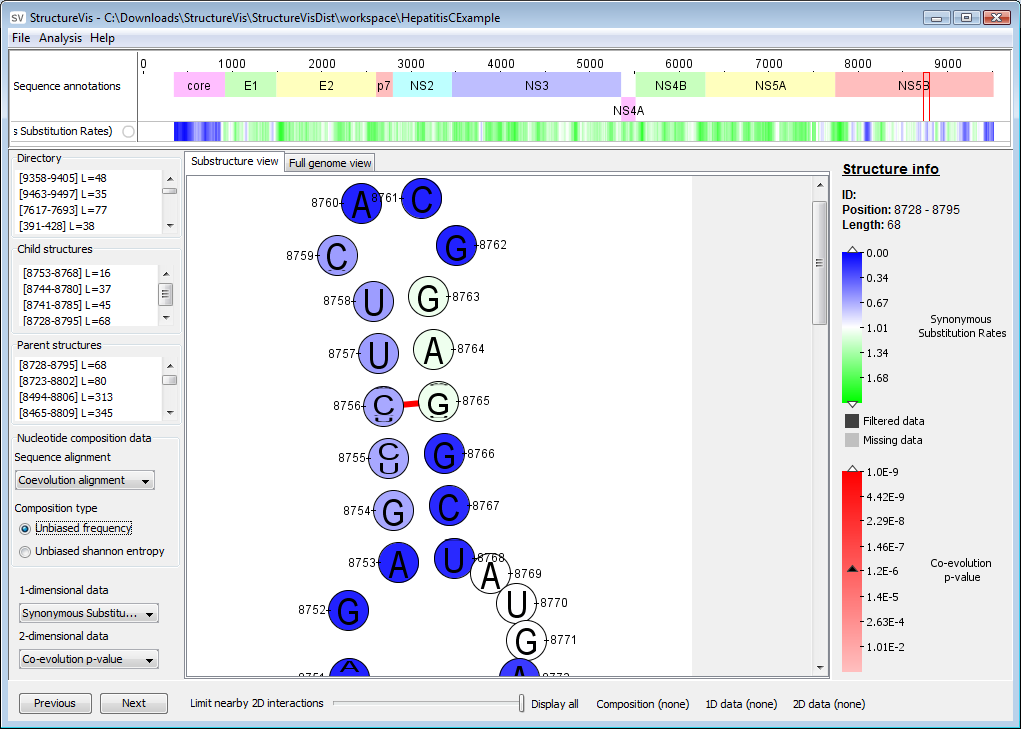 SV StructureVis - C:\Downloads\StructureVis\StructureVisDist\workspace\HepatitisCExample
File Analysis Help
0 1000 2000 3000 4000 5000 6000 7000 8000 9000
Sequence annotations
core E1 E2 p7 NS2 NS3 NS4B NS5A NS5B
NS4A
s Substitution Rates)
Directory
[9358-9405] L=48
[9463-9497] L=35
[7617-7693] L=77
[391-428] L=38
Child structures
[8753-8768] L=16
[8744-8780] L=37
[8741-8785] L=45
[8728-8795] L=68
Parent structures
[8728-8795] L=68
[8723-8802] L=80
[8494-8806] L=313
[8465-8809] L=345
Nucleotide composition data
Sequence alignment
Coevolution alignment
Composition type
Unbiased frequency
Unbiased shannon entropy
1-dimensional data
Synonymous Substitu...
2-dimensional data
Co-evolution p-value
Substructure view Full genome view
8760 A 8761 C
8759 C G 8762
8758 U G 8763
8757 U A 8764
8756 C G 8765
8755 C U G 8766
8754 G C 8767
8753 A U 8768
A 8769
8752 G U 8770
G 8771
8751 A A 8772
Structure info
ID:
Position: 8728 - 8795
Length: 68
0.00
0.34
0.67
1.01
1.34
1.68
Synonymous
Substitution Rates
Filtered data
Missing data
1.0E-9
4.42E-9
2.29E-8
1.46E-7
1.2E-6
1.4E-5
2.63E-4
1.01E-2
Co-evolution
p-value
Previous Next Limit nearby 2D interactions Display all Composition (none) 1D data (none) 2D data (none)